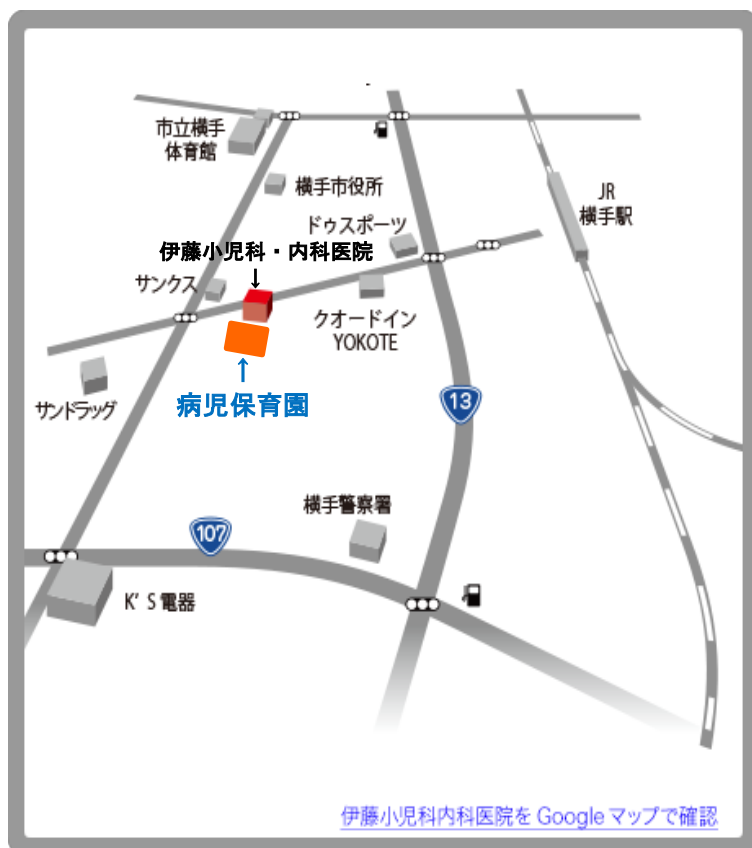 市立横手
体育館
横手市役所
JR
横手駅
ドゥスポーツ
伊藤小児科・内科医院
↓
サンクス
クオードイン
YOKOTE
↑
病児保育園
サンドラッグ
13
横手警察署
107
K'S電器
伊藤小児科内科医院をGoogleマップで確認